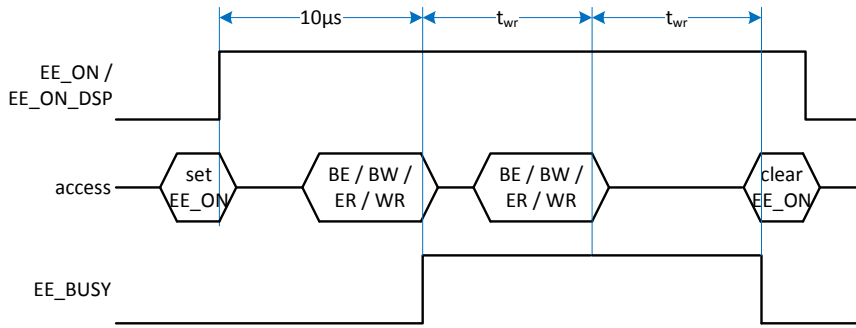 10µs twr twr
EE_ON /
EE_ON_DSP
access
set
EE_ON
BE / BW /
ER / WR
BE / BW /
ER / WR
clear
EE_ON
EE_BUSY